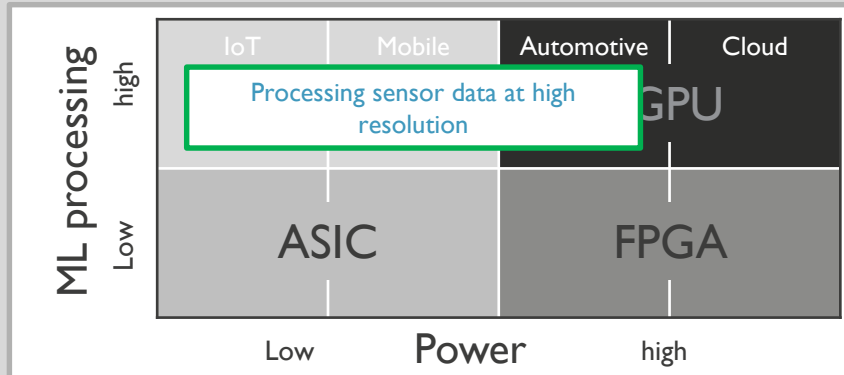 IoT
Mobile
Automotive
Cloud
Processing sensor data at high
resolution
GPU
ML processing
high
Low
ASIC
FPGA
Low
Power
high